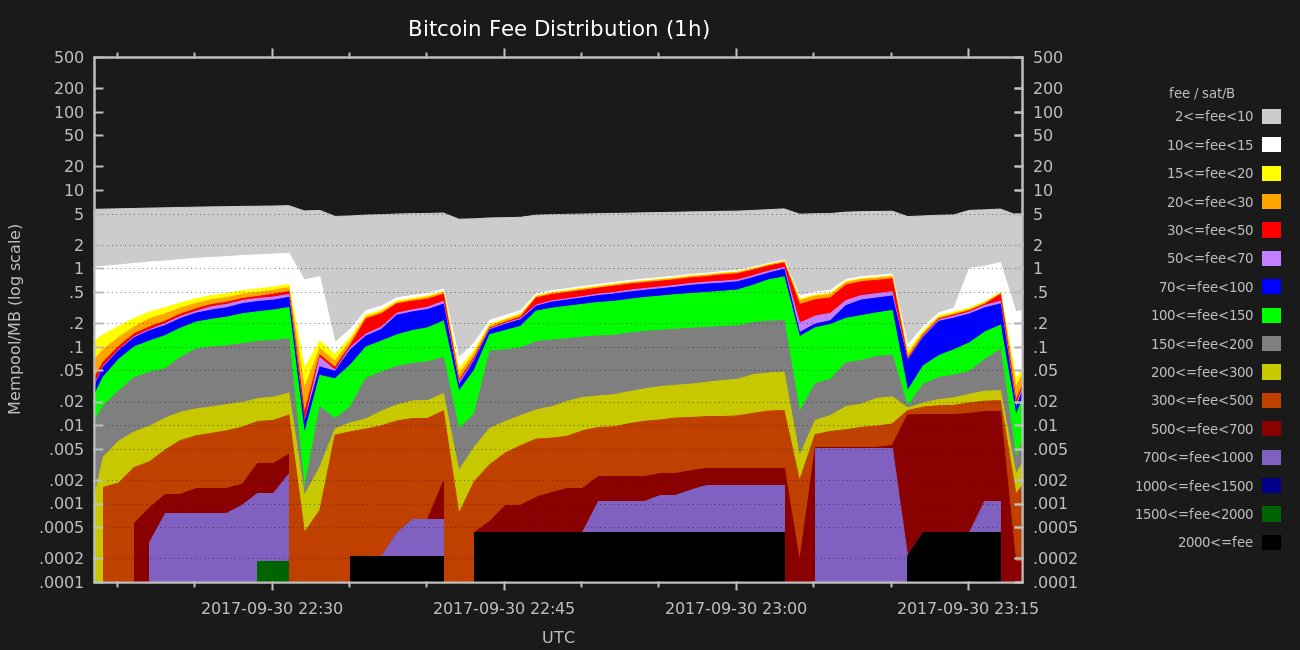 Bitcoin Fee Distribution (1h)
Mempool/MB (log scale)
500
200
100
50
20
10
5
2
1
.5
.2
.1
.05
.02
.01
.005
.002
.001
.0005
.0002
.0001
500
200
100
50
20
10
5
2
1
.5
.2
.1
.05
.02
.01
.005
.002
.001
.0005
.0002
.0001
2017-09-30 22:30
2017-09-30 22:45
2017-09-30 23:00
2017-09-30 23:15
UTC
fee / sat/B
2<=fee<10
10<=fee<15
15<=fee<20
20<=fee<30
30<=fee<50
50<=fee<70
70<=fee<100
100<=fee<150
150<=fee<200
200<=fee<300
300<=fee<500
500<=fee<700
700<=fee<1000
1000<=fee<1500
1500<=fee<2000
2000<=fee